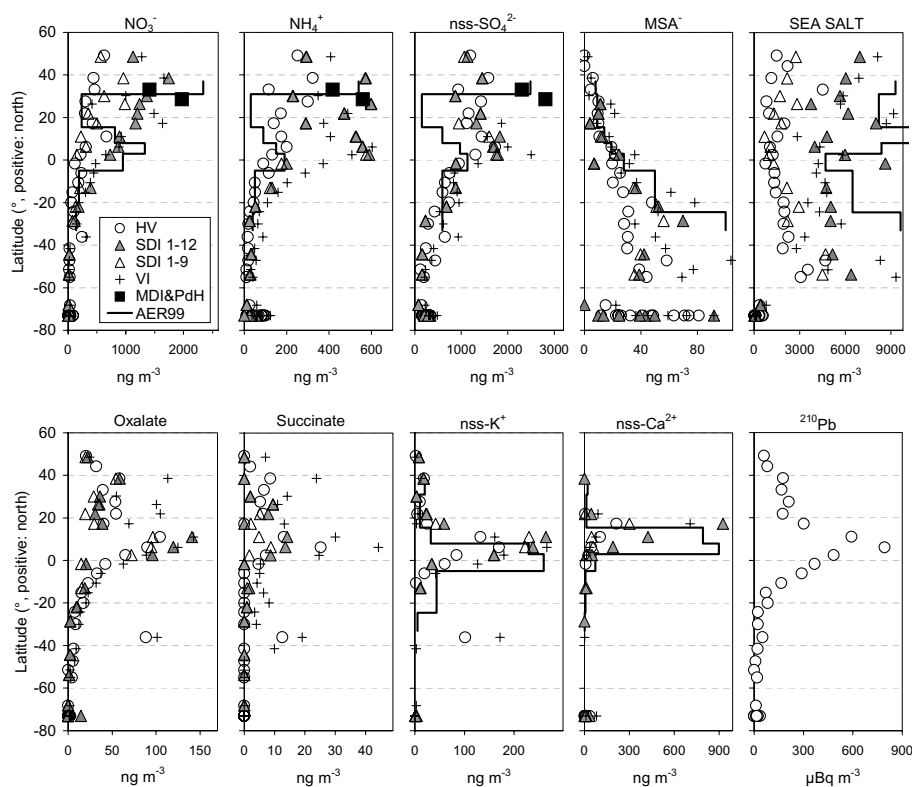 NO₃⁻ NH₄⁺ nss-SO₄²⁻ MSA⁻ SEA SALT
60
40
20
0
-20
-40
-60
-80
Latitude (°, positive: north)
HV
SDI 1-12
SDI 1-9
VI
MDI&PdH
AER99
0 1000 2000
0 200 400 600
0 1000 2000 3000
0 40 80
0 3000 6000 9000
ng m⁻³ ng m⁻³ ng m⁻³ ng m⁻³ ng m⁻³
Oxalate Succinate nss-K⁺ nss-Ca²⁺ ²¹⁰Pb
60
40
20
0
-20
-40
-60
-80
Latitude (°, positive: north)
0 50 100 150
0 10 20 30 40
0 100 200
0 300 600 900
0 300 600 900
ng m⁻³ ng m⁻³ ng m⁻³ ng m⁻³ µBq m⁻³